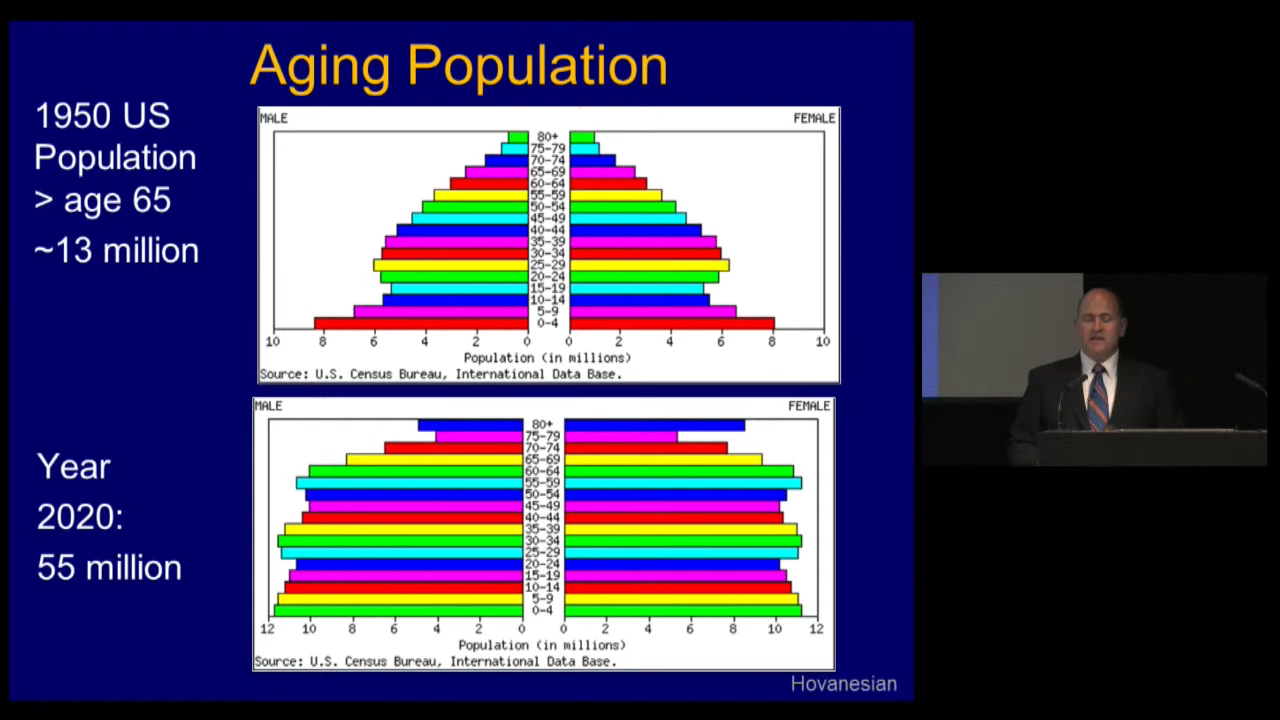 Aging Population
1950 US
Population
> age 65
~13 million
MALE
FEMALE
80+
75-79
70-74
65-69
60-64
55-59
50-54
45-49
40-44
35-39
30-34
25-29
20-24
15-19
10-14
5-9
0-4
10 8 6 4 2 0 0 2 4 6 8 10
Population (in millions)
Source: U.S. Census Bureau, International Data Base.
Year
2020:
55 million
MALE
FEMALE
80+
75-79
70-74
65-69
60-64
55-59
50-54
45-49
40-44
35-39
30-34
25-29
20-24
15-19
10-14
5-9
0-4
12 10 8 6 4 2 0 0 2 4 6 8 10 12
Population (in millions)
Source: U.S. Census Bureau, International Data Base.
Hovanesian